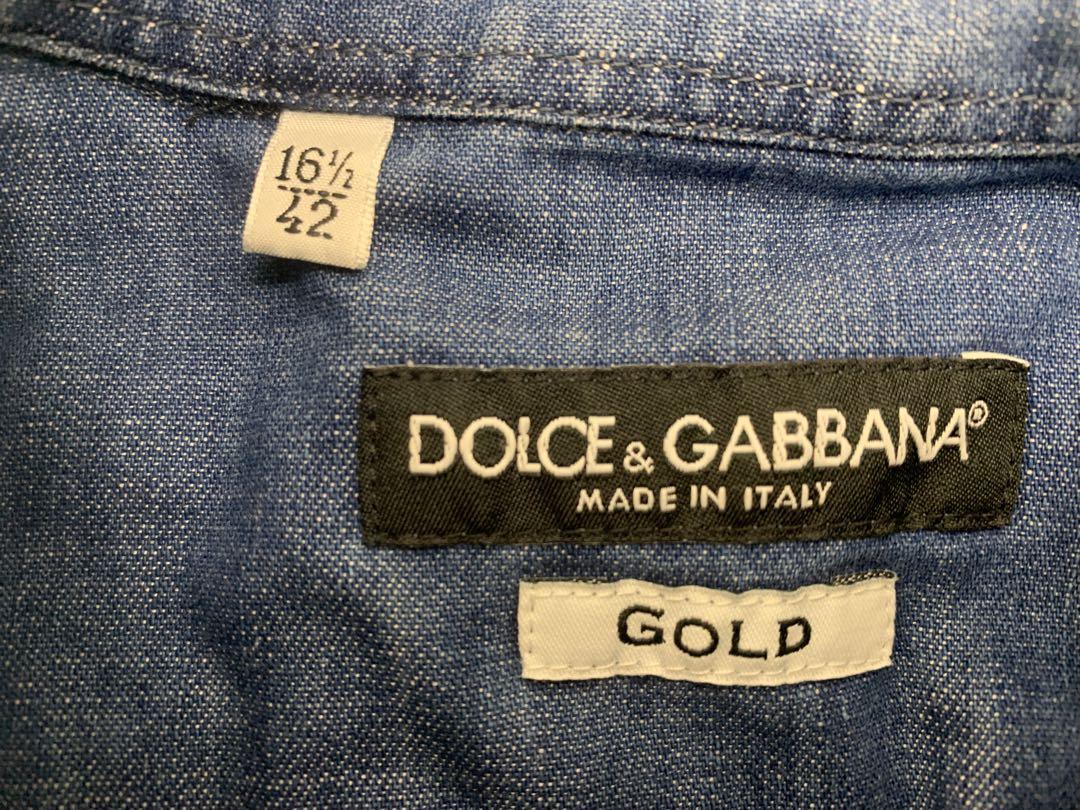 16½
42
DOLCE & GABBANA®
MADE IN ITALY
GOLD